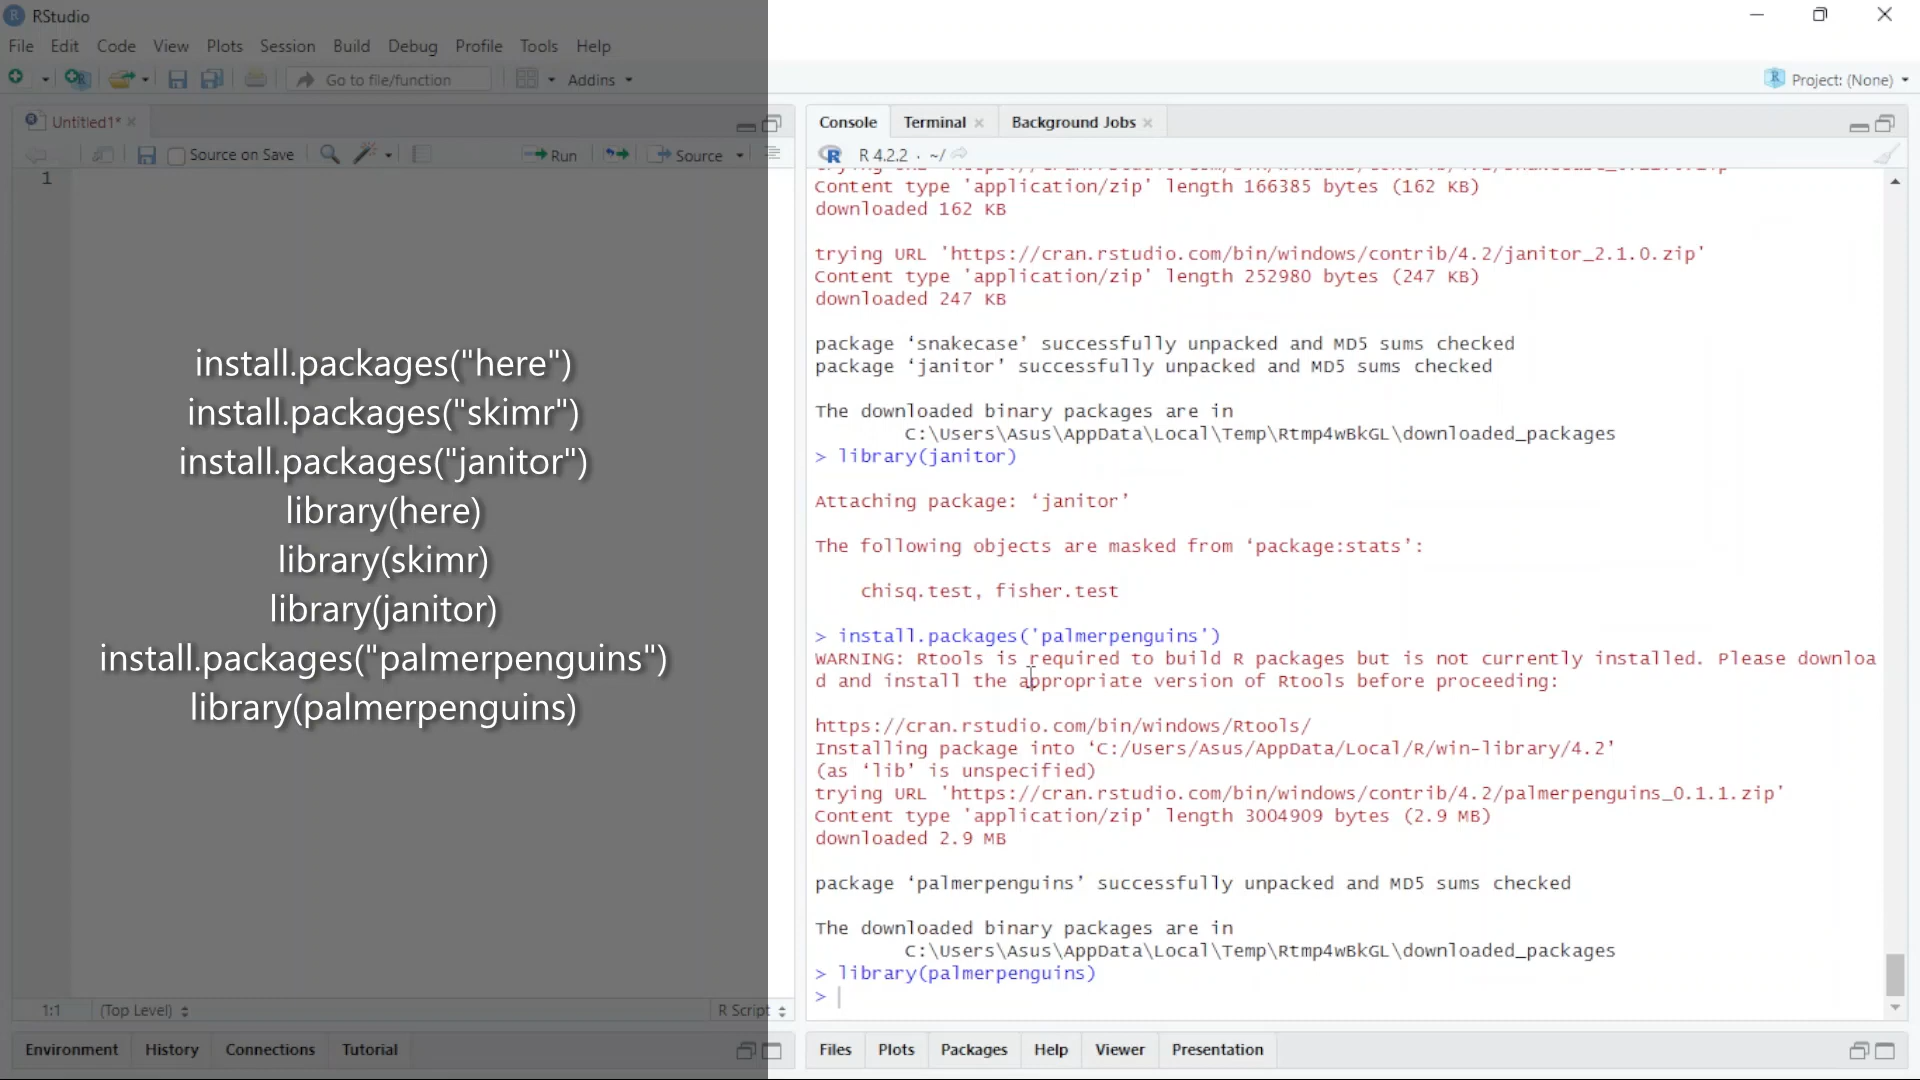 RStudio
File Edit Code View Plots Session Build Debug Profile Tools Help
Go to file/function Addins
Project: (None)
Untitled1*
Source on Save Run Source
1
install.packages("here")
install.packages("skimr")
install.packages("janitor")
library(here)
library(skimr)
library(janitor)
install.packages("palmerpenguins")
library(palmerpenguins)
1:1 (Top Level) R Script
Environment History Connections Tutorial
Console Terminal Background Jobs
R 4.2.2 · ~/
Content type 'application/zip' length 166385 bytes (162 KB)
downloaded 162 KB
trying URL 'https://cran.rstudio.com/bin/windows/contrib/4.2/janitor_2.1.0.zip'
Content type 'application/zip' length 252980 bytes (247 KB)
downloaded 247 KB
package ‘snakecase’ successfully unpacked and MD5 sums checked
package ‘janitor’ successfully unpacked and MD5 sums checked
The downloaded binary packages are in
C:\Users\Asus\AppData\Local\Temp\Rtmp4wBkGL\downloaded_packages
> library(janitor)
Attaching package: ‘janitor’
The following objects are masked from ‘package:stats’:
chisq.test, fisher.test
> install.packages('palmerpenguins')
WARNING: Rtools is required to build R packages but is not currently installed. Please downloa
d and install the appropriate version of Rtools before proceeding:
https://cran.rstudio.com/bin/windows/Rtools/
Installing package into ‘C:/Users/Asus/AppData/Local/R/win-library/4.2’
(as ‘lib’ is unspecified)
trying URL 'https://cran.rstudio.com/bin/windows/contrib/4.2/palmerpenguins_0.1.1.zip'
Content type 'application/zip' length 3004909 bytes (2.9 MB)
downloaded 2.9 MB
package ‘palmerpenguins’ successfully unpacked and MD5 sums checked
The downloaded binary packages are in
C:\Users\Asus\AppData\Local\Temp\Rtmp4wBkGL\downloaded_packages
> library(palmerpenguins)
>
Files Plots Packages Help Viewer Presentation